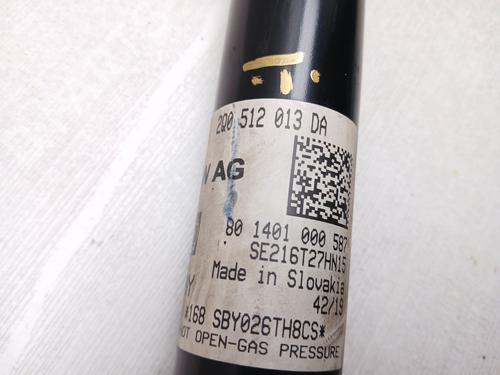 2Q0 512 013 DA
AG
80 1401 000 587
SE216T27HN15
Made in Slovakia
42/19
*168 SBY026TH8CS*
OPEN-GAS PRESSURE